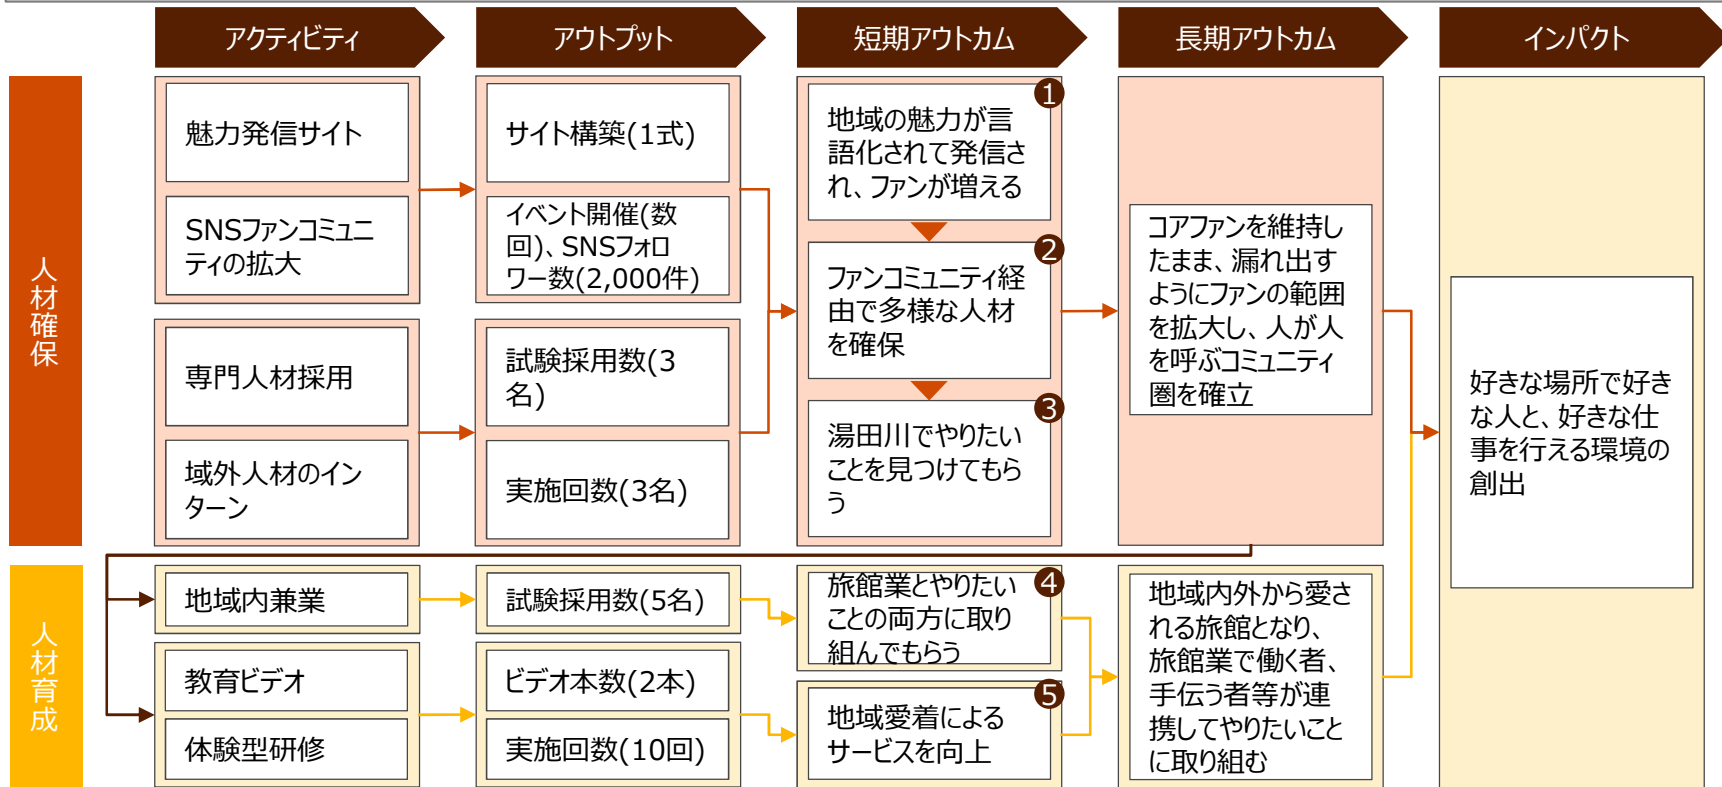 アクティビティ
アウトプット
短期アウトカム
長期アウトカム
インパクト
人材確保
魅力発信サイト
SNSファンコミュニ
ティの拡大
専門人材採用
域外人材のイン
ターン
サイト構築(1式)
イベント開催(数
回)、SNSフォロ
ワー数(2,000件)
試験採用数(3
名)
実施回数(3名)
1
地域の魅力が言
語化されて発信さ
れ、ファンが増える
2
ファンコミュニティ経
由で多様な人材
を確保
3
湯田川でやりたい
ことを見つけてもら
う
コアファンを維持し
たまま、漏れ出す
ようにファンの範囲
を拡大し、人が人
を呼ぶコミュニティ
圏を確立
好きな場所で好き
な人と、好きな仕
事を行える環境の
創出
人材育成
地域内兼業
教育ビデオ
体験型研修
試験採用数(5名)
ビデオ本数(2本)
実施回数(10回)
4
旅館業とやりたい
ことの両方に取り
組んでもらう
5
地域愛着による
サービスを向上
地域内外から愛さ
れる旅館となり、
旅館業で働く者、
手伝う者等が連
携してやりたいこと
に取り組む